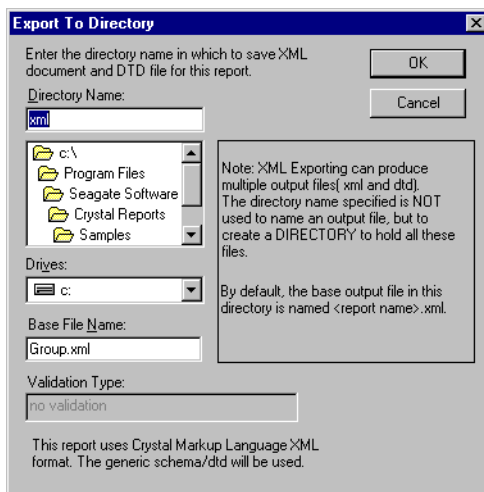 Export To Directory
Enter the directory name in which to save XML
document and DTD file for this report.
OK
Cancel
Directory Name:
xml
c:\
Program Files
Seagate Software
Crystal Reports
Samples
Note: XML Exporting can produce
multiple output files( xml and dtd).
The directory name specified is NOT
used to name an output file, but to
create a DIRECTORY to hold all these
files.
By default, the base output file in this
directory is named <report name>.xml.
Drives:
c:
Base File Name:
Group.xml
Validation Type:
no validation
This report uses Crystal Markup Language XML
format. The generic schema/dtd will be used.